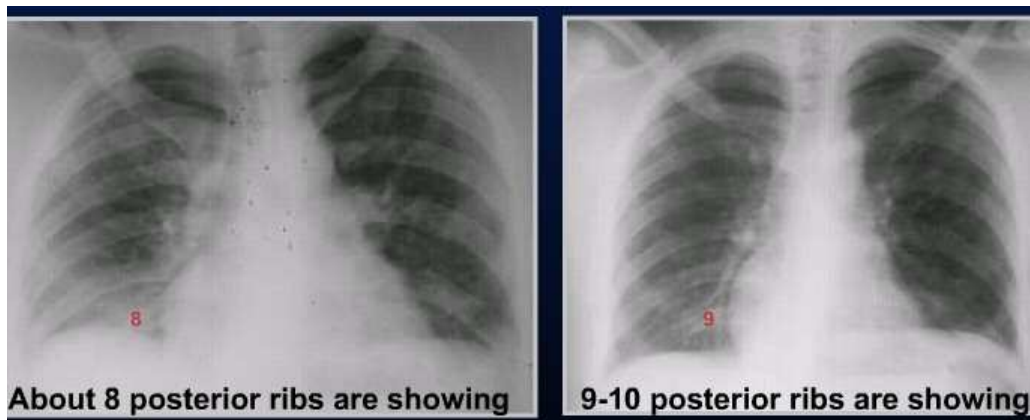 8
About 8 posterior ribs are showing
9
9-10 posterior ribs are showing